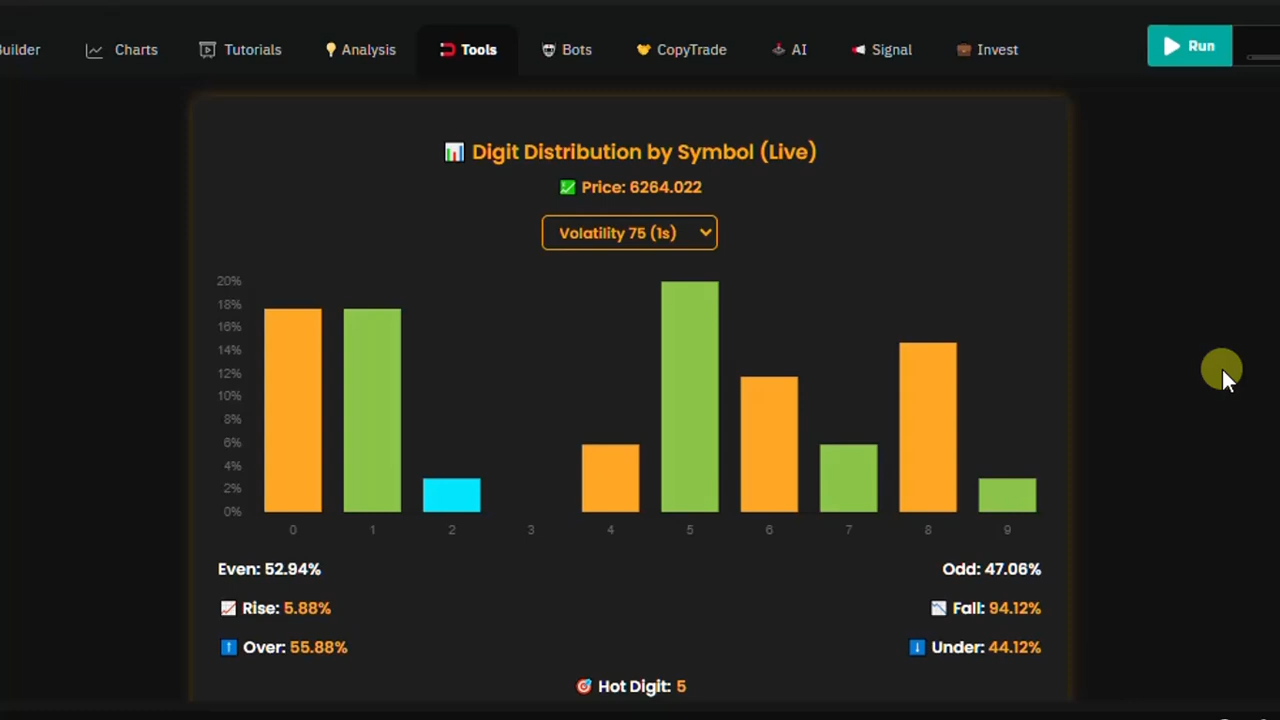 uilder Charts Tutorials Analysis Tools Bots CopyTrade AI Signal Invest Run
Digit Distribution by Symbol (Live)
Price: 6264.022
Volatility 75 (1s)
20%
18%
16%
14%
12%
10%
8%
6%
4%
2%
0%
0 1 2 3 4 5 6 7 8 9
Even: 52.94% Odd: 47.06%
Rise: 5.88% Fall: 94.12%
Over: 55.88% Under: 44.12%
Hot Digit: 5